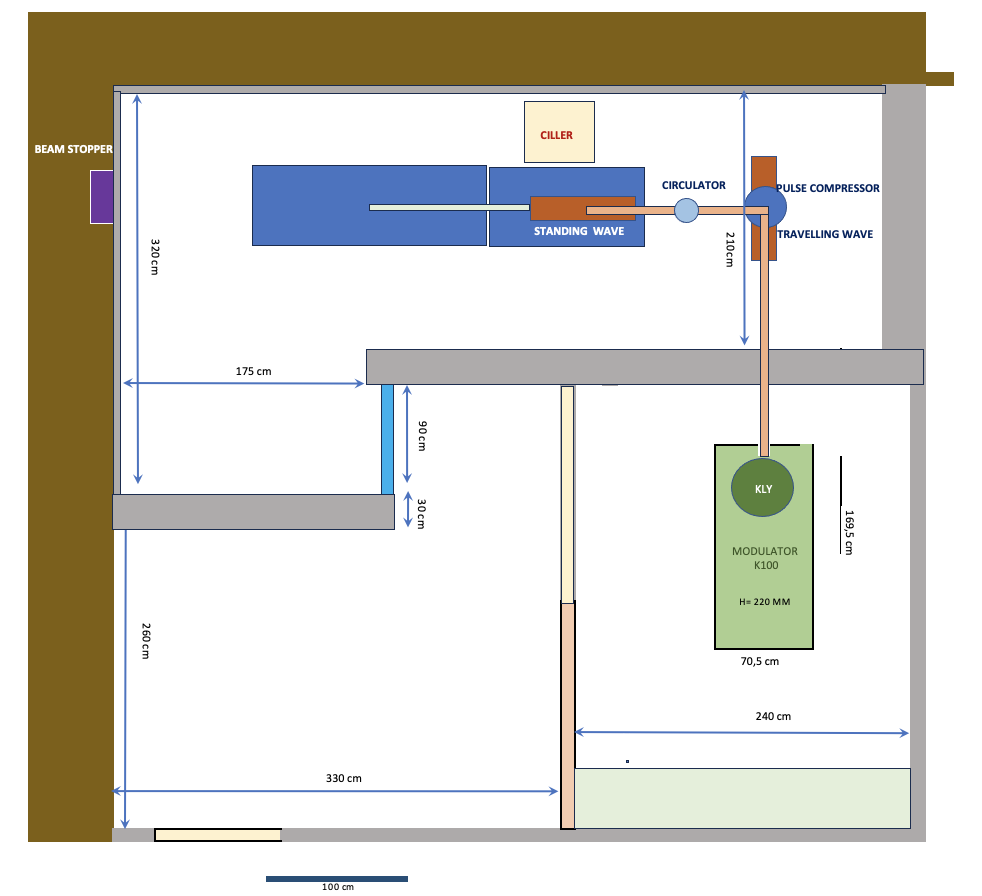 BEAM STOPPER
CILLER
CIRCULATOR
PULSE COMPRESSOR
STANDING WAVE
TRAVELLING WAVE
320 cm
210cm
175 cm
90 cm
30 cm
KLY
169,5 cm
MODULATOR
K100
H= 220 MM
260 cm
70,5 cm
240 cm
330 cm
100 cm